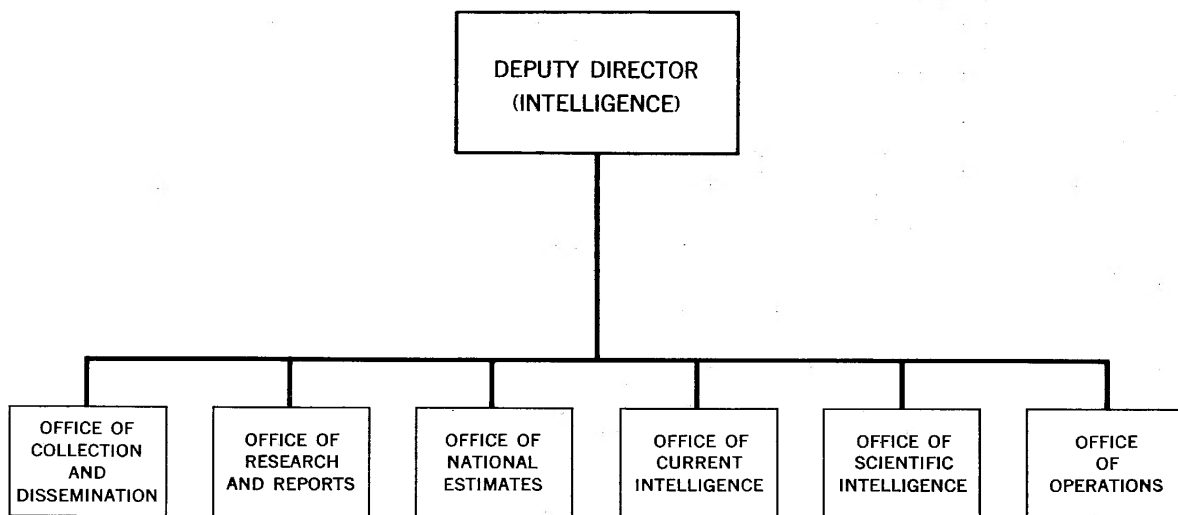 DEPUTY DIRECTOR
(INTELLIGENCE)
OFFICE OF
COLLECTION
AND
DISSEMINATION
OFFICE OF
RESEARCH
AND REPORTS
OFFICE OF
NATIONAL
ESTIMATES
OFFICE OF
CURRENT
INTELLIGENCE
OFFICE OF
SCIENTIFIC
INTELLIGENCE
OFFICE
OF
OPERATIONS